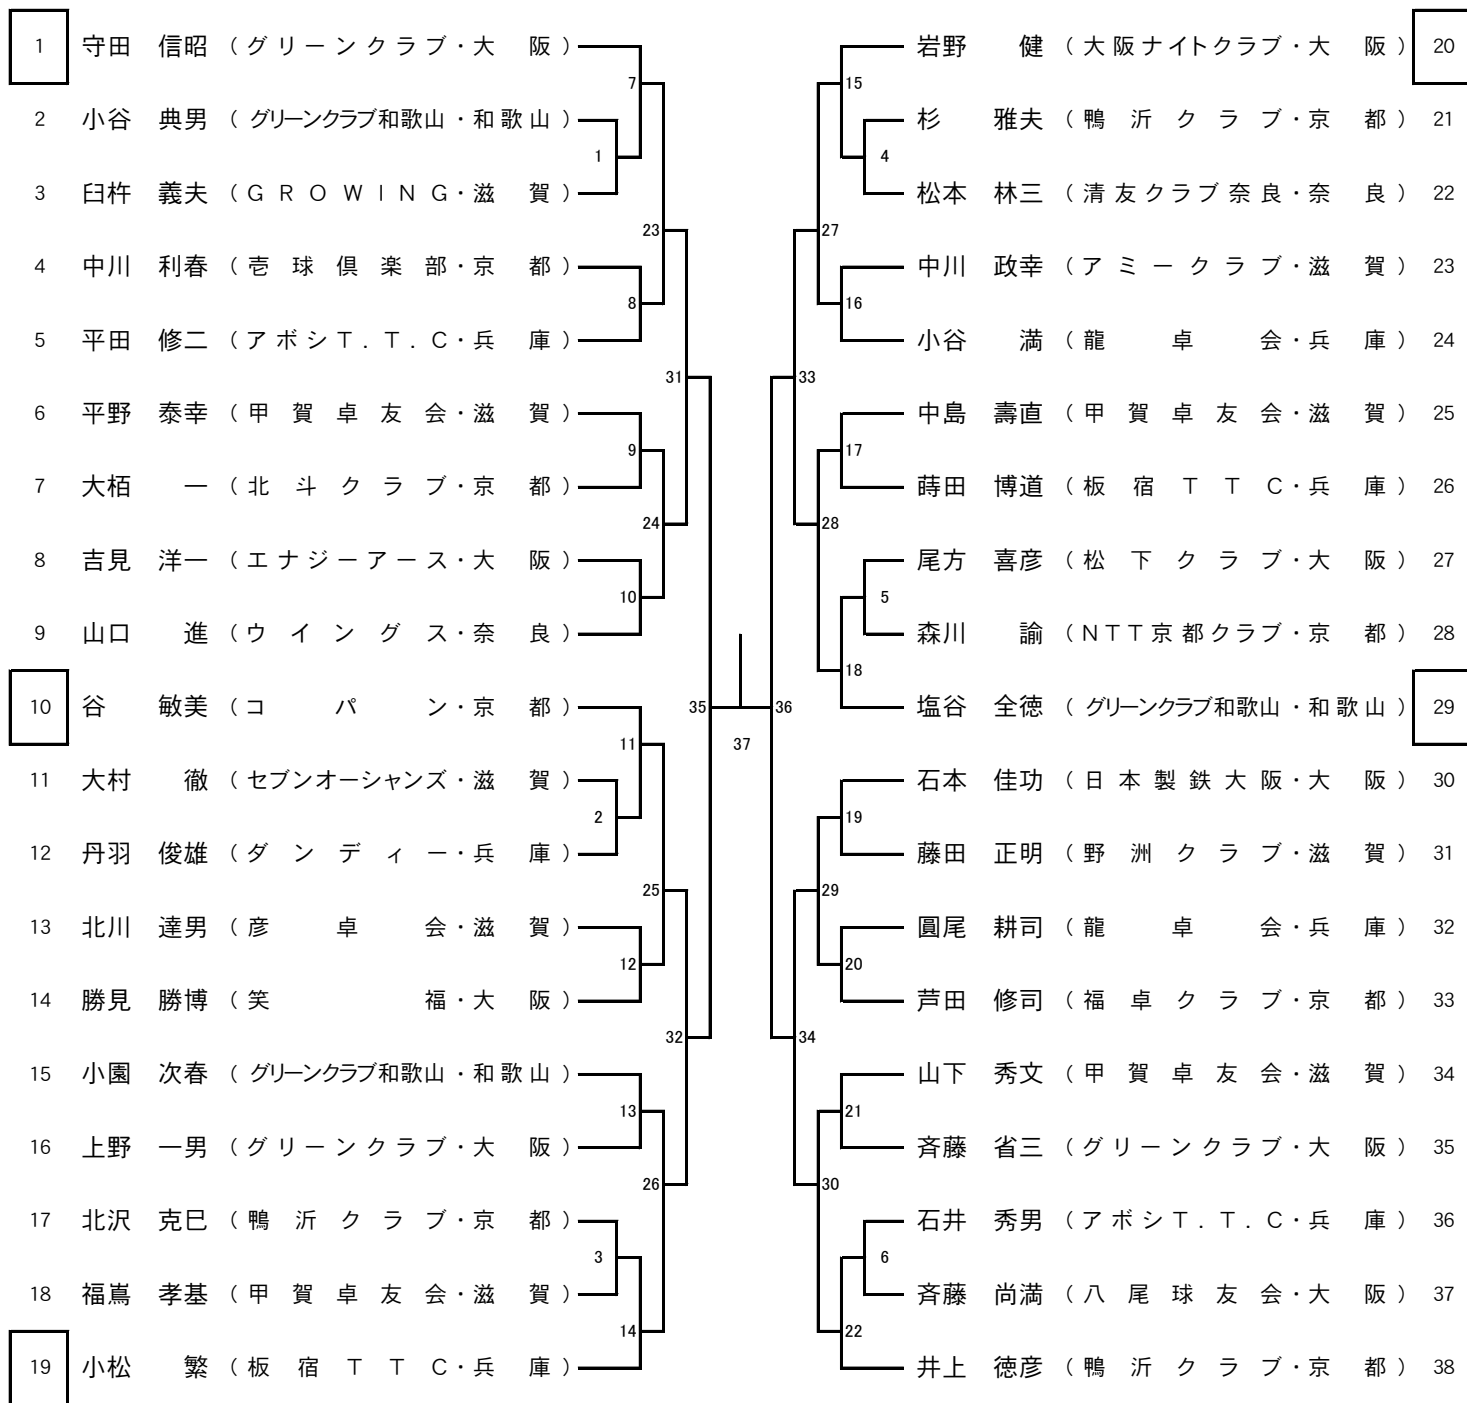 1 守田 信昭 (グリーンクラブ・大 阪)
2 小谷 典男 (グリーンクラブ和歌山・和歌山)
3 臼杵 義夫 (GROWING・滋 賀)
4 中川 利春 (壱球倶楽部・京 都)
5 平田 修二 (アボシT.T.C・兵 庫)
6 平野 泰幸 (甲賀卓友会・滋 賀)
7 大栢 一 (北斗クラブ・京 都)
8 吉見 洋一 (エナジーアース・大 阪)
9 山口 進 (ウイングス・奈 良)
10 谷 敏美 (コパン・京 都)
11 大村 徹 (セブンオーシャンズ・滋 賀)
12 丹羽 俊雄 (ダンディー・兵 庫)
13 北川 達男 (彦卓会・滋 賀)
14 勝見 勝博 (笑福・大 阪)
15 小園 次春 (グリーンクラブ和歌山・和歌山)
16 上野 一男 (グリーンクラブ・大 阪)
17 北沢 克巳 (鴨沂クラブ・京 都)
18 福嶌 孝基 (甲賀卓友会・滋 賀)
19 小松 繁 (板宿TTC・兵 庫)
7
1
23
8
31
9
24
10
35
11
2
25
12
32
13
26
3
14
37
36
15
4
27
16
33
17
28
5
18
19
29
20
34
21
30
6
22
岩野 健 (大阪ナイトクラブ・大 阪) 20
杉 雅夫 (鴨沂クラブ・京 都) 21
松本 林三 (清友クラブ奈良・奈 良) 22
中川 政幸 (アミークラブ・滋 賀) 23
小谷 満 (龍卓会・兵 庫) 24
中島 壽直 (甲賀卓友会・滋 賀) 25
蒔田 博道 (板宿TTC・兵 庫) 26
尾方 喜彦 (松下クラブ・大 阪) 27
森川 諭 (NTT京都クラブ・京 都) 28
塩谷 全徳 (グリーンクラブ和歌山・和歌山) 29
石本 佳功 (日本製鉄大阪・大 阪) 30
藤田 正明 (野洲クラブ・滋 賀) 31
圓尾 耕司 (龍卓会・兵 庫) 32
芦田 修司 (福卓クラブ・京 都) 33
山下 秀文 (甲賀卓友会・滋 賀) 34
斉藤 省三 (グリーンクラブ・大 阪) 35
石井 秀男 (アボシT.T.C・兵 庫) 36
斉藤 尚満 (八尾球友会・大 阪) 37
井上 徳彦 (鴨沂クラブ・京 都) 38